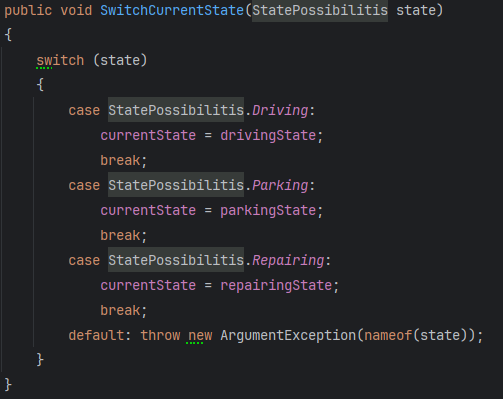 public void SwitchCurrentState(StatePossibilitis state)
{
    switch (state)
    {
        case StatePossibilitis.Driving:
            currentState = drivingState;
            break;
        case StatePossibilitis.Parking:
            currentState = parkingState;
            break;
        case StatePossibilitis.Repairing:
            currentState = repairingState;
            break;
        default: throw new ArgumentException(nameof(state));
    }
}